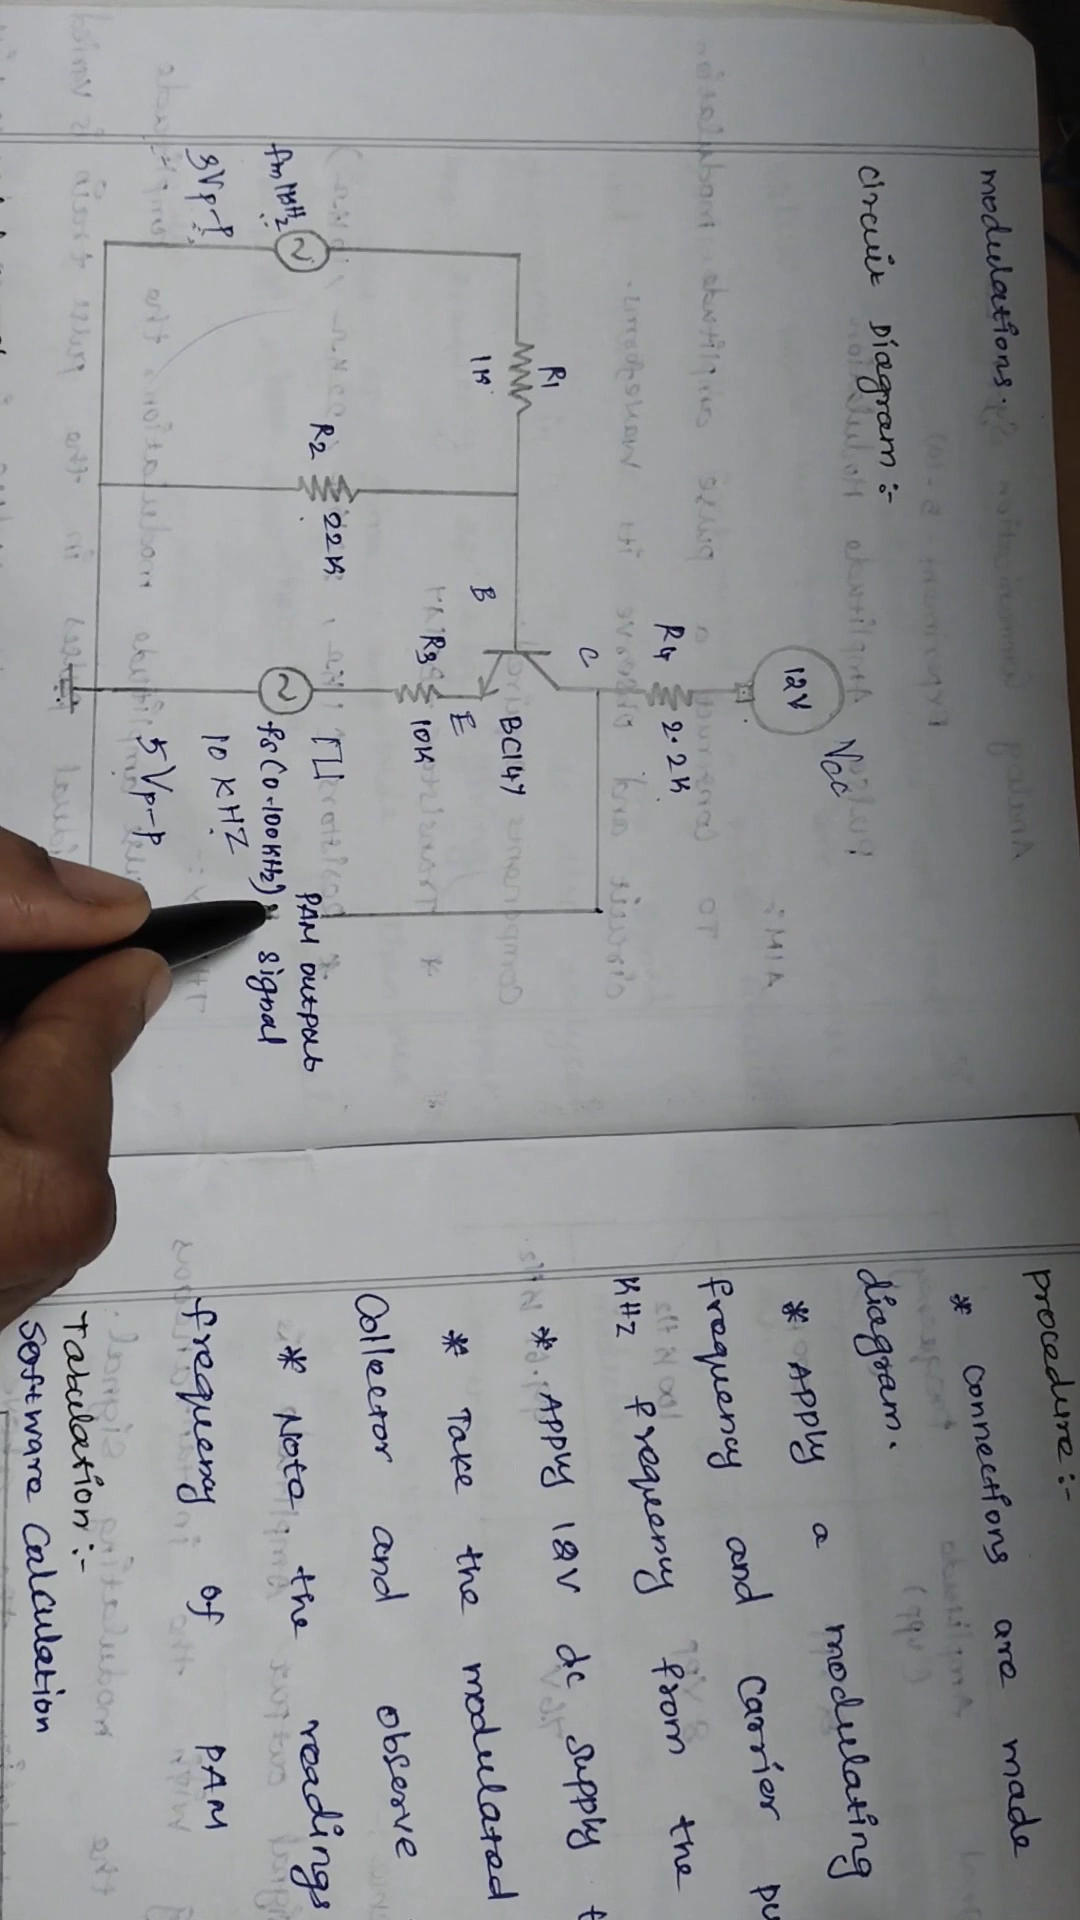 modulations.
Circuit Diagram :-
Vcc
12V
R4
2.2K
C
R1
1K
B
BC147
E
R3
10K
R2
22K
fm 1KHz
3Vp-p
fs (0-100KHz)
10 KHZ
5Vp-p
PAM output
signal
procedure :-
* connections are made
diagram.
* Apply a modulating
frequency and carrier pu
KHz frequency from the
* Apply 12V dc supply t
* Take the modulated
Collector and observe
* Note the readings
frequency of PAM
Tabulation :-
Software Calculation